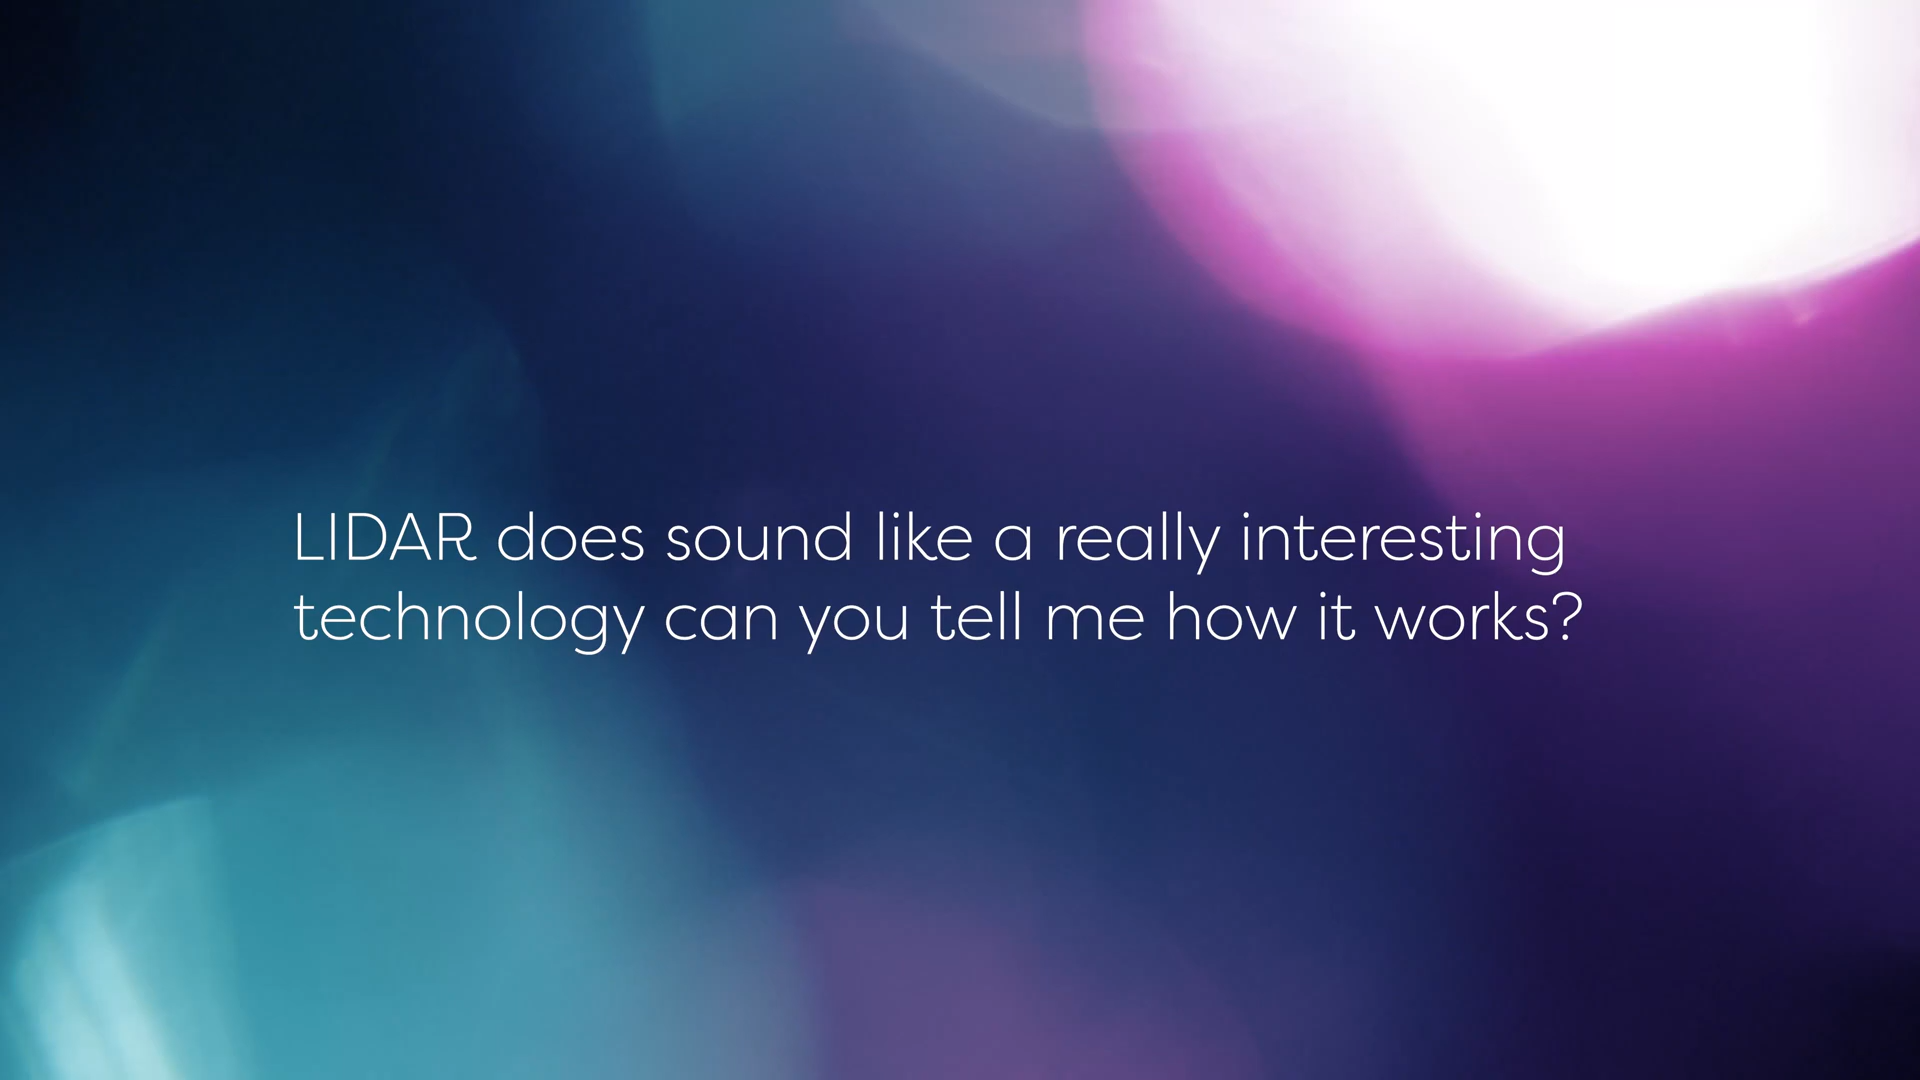 LIDAR does sound like a really interesting
technology can you tell me how it works?